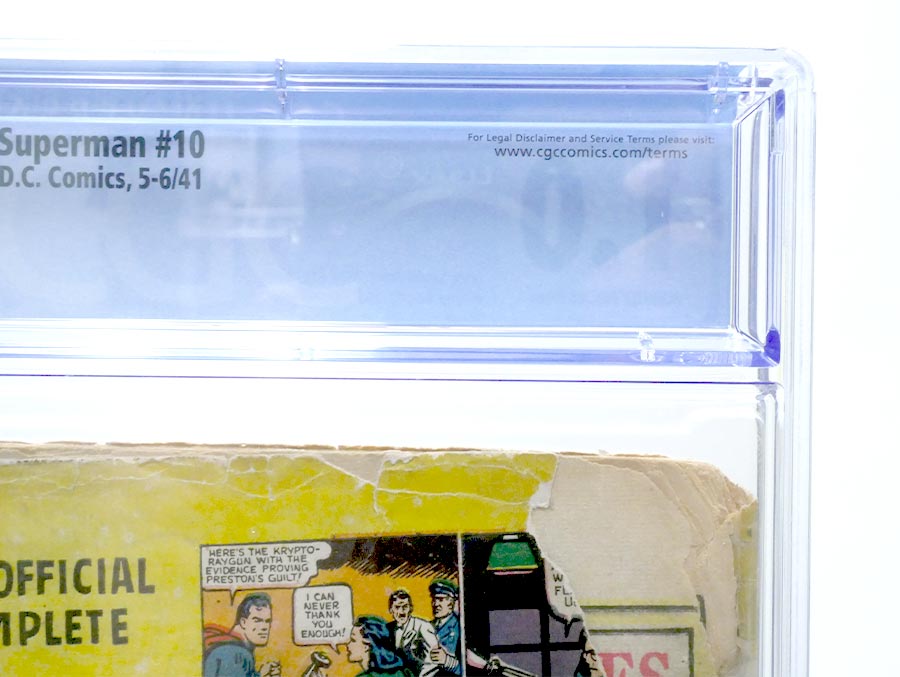 Superman #10
D.C. Comics, 5-6/41
For Legal Disclaimer and Service Terms please visit:
www.cgccomics.com/terms
OFFICIAL
MPLETE
"HERE'S THE KRYPTO-
RAYGUN WITH THE
EVIDENCE PROVING
PRESTON'S GUILT!"
I CAN
NEVER
THANK
YOU
ENOUGH!